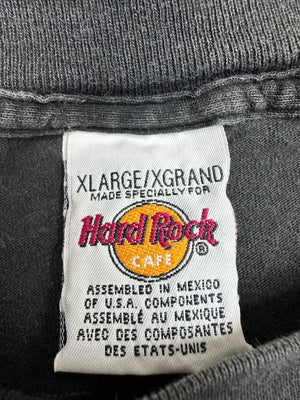 XLARGE/XGRAND
MADE SPECIALLY FOR
Hard Rock
CAFE ®
ASSEMBLED IN MEXICO
OF U.S.A. COMPONENTS
ASSEMBLÉ AU MEXIQUE
AVEC DES COMPOSANTES
DES ETATS-UNIS